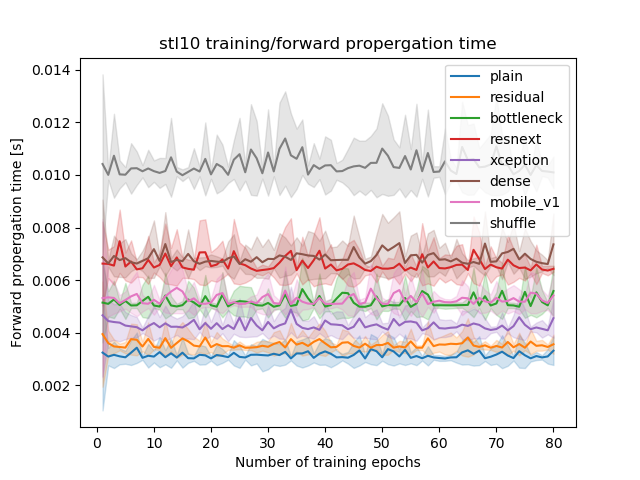 stl10 training/forward propergation time
Forward propergation time [s]
0.014
0.012
0.010
0.008
0.006
0.004
0.002
plain
residual
bottleneck
resnext
xception
dense
mobile_v1
shuffle
0 10 20 30 40 50 60 70 80
Number of training epochs